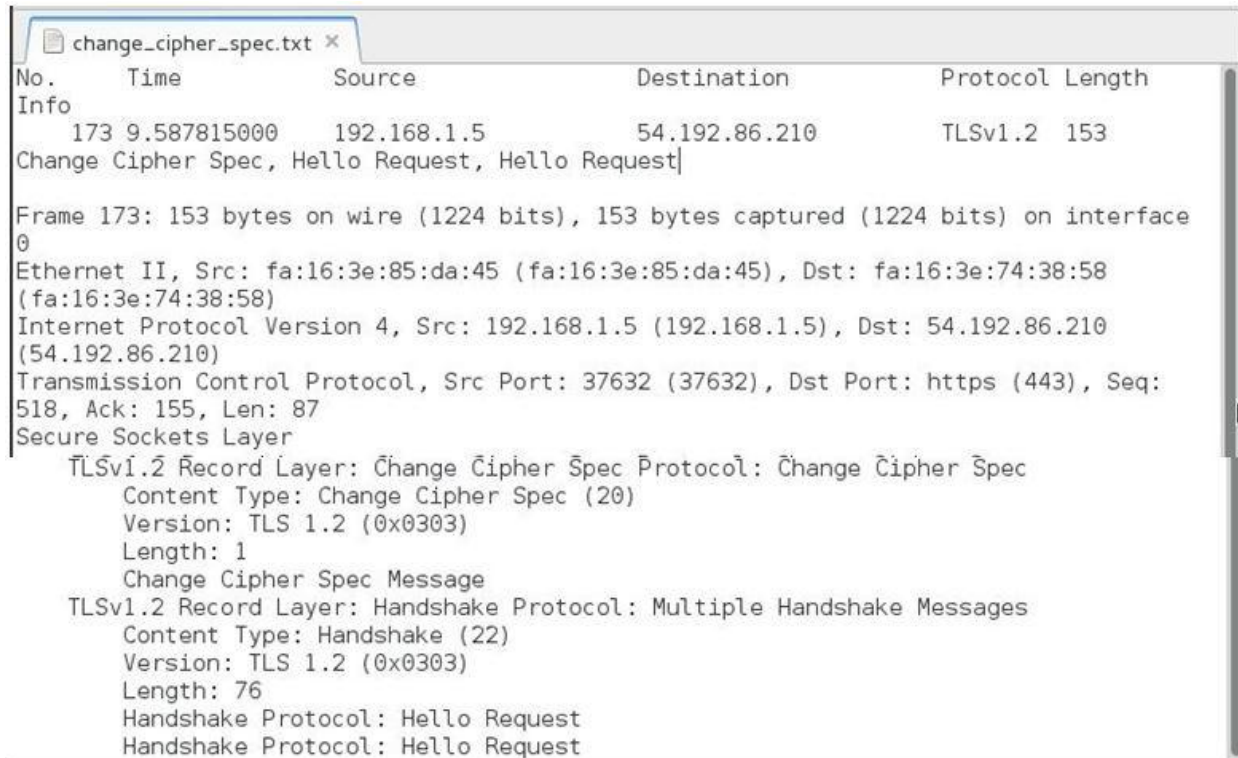 change_cipher_spec.txt ×
No. Time Source Destination Protocol Length
Info
173 9.587815000 192.168.1.5 54.192.86.210 TLSv1.2 153
Change Cipher Spec, Hello Request, Hello Request
Frame 173: 153 bytes on wire (1224 bits), 153 bytes captured (1224 bits) on interface
0
Ethernet II, Src: fa:16:3e:85:da:45 (fa:16:3e:85:da:45), Dst: fa:16:3e:74:38:58
(fa:16:3e:74:38:58)
Internet Protocol Version 4, Src: 192.168.1.5 (192.168.1.5), Dst: 54.192.86.210
(54.192.86.210)
Transmission Control Protocol, Src Port: 37632 (37632), Dst Port: https (443), Seq:
518, Ack: 155, Len: 87
Secure Sockets Layer
TLSv1.2 Record Layer: Change Cipher Spec Protocol: Change Cipher Spec
Content Type: Change Cipher Spec (20)
Version: TLS 1.2 (0x0303)
Length: 1
Change Cipher Spec Message
TLSv1.2 Record Layer: Handshake Protocol: Multiple Handshake Messages
Content Type: Handshake (22)
Version: TLS 1.2 (0x0303)
Length: 76
Handshake Protocol: Hello Request
Handshake Protocol: Hello Request